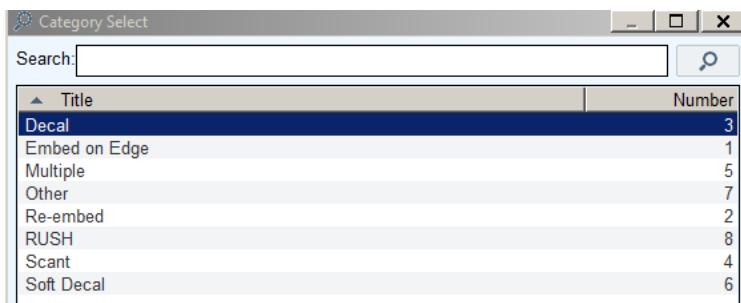 Category Select
Search:
Title Number
Decal 3
Embed on Edge 1
Multiple 5
Other 7
Re-embed 2
RUSH 8
Scant 4
Soft Decal 6